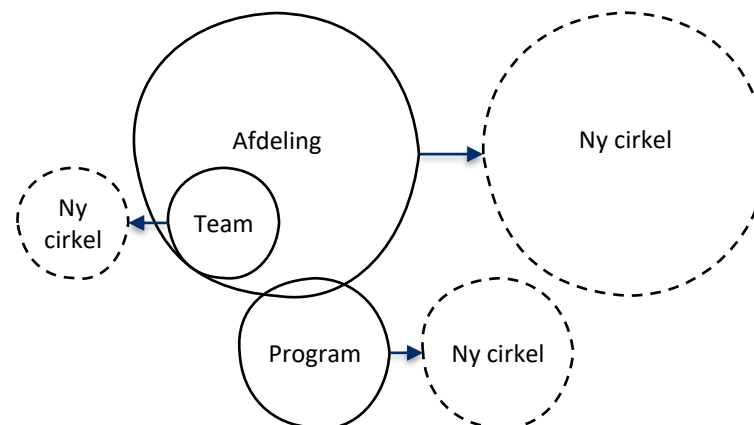 Afdeling
Ny cirkel
Ny
cirkel
Team
Program
Ny cirkel